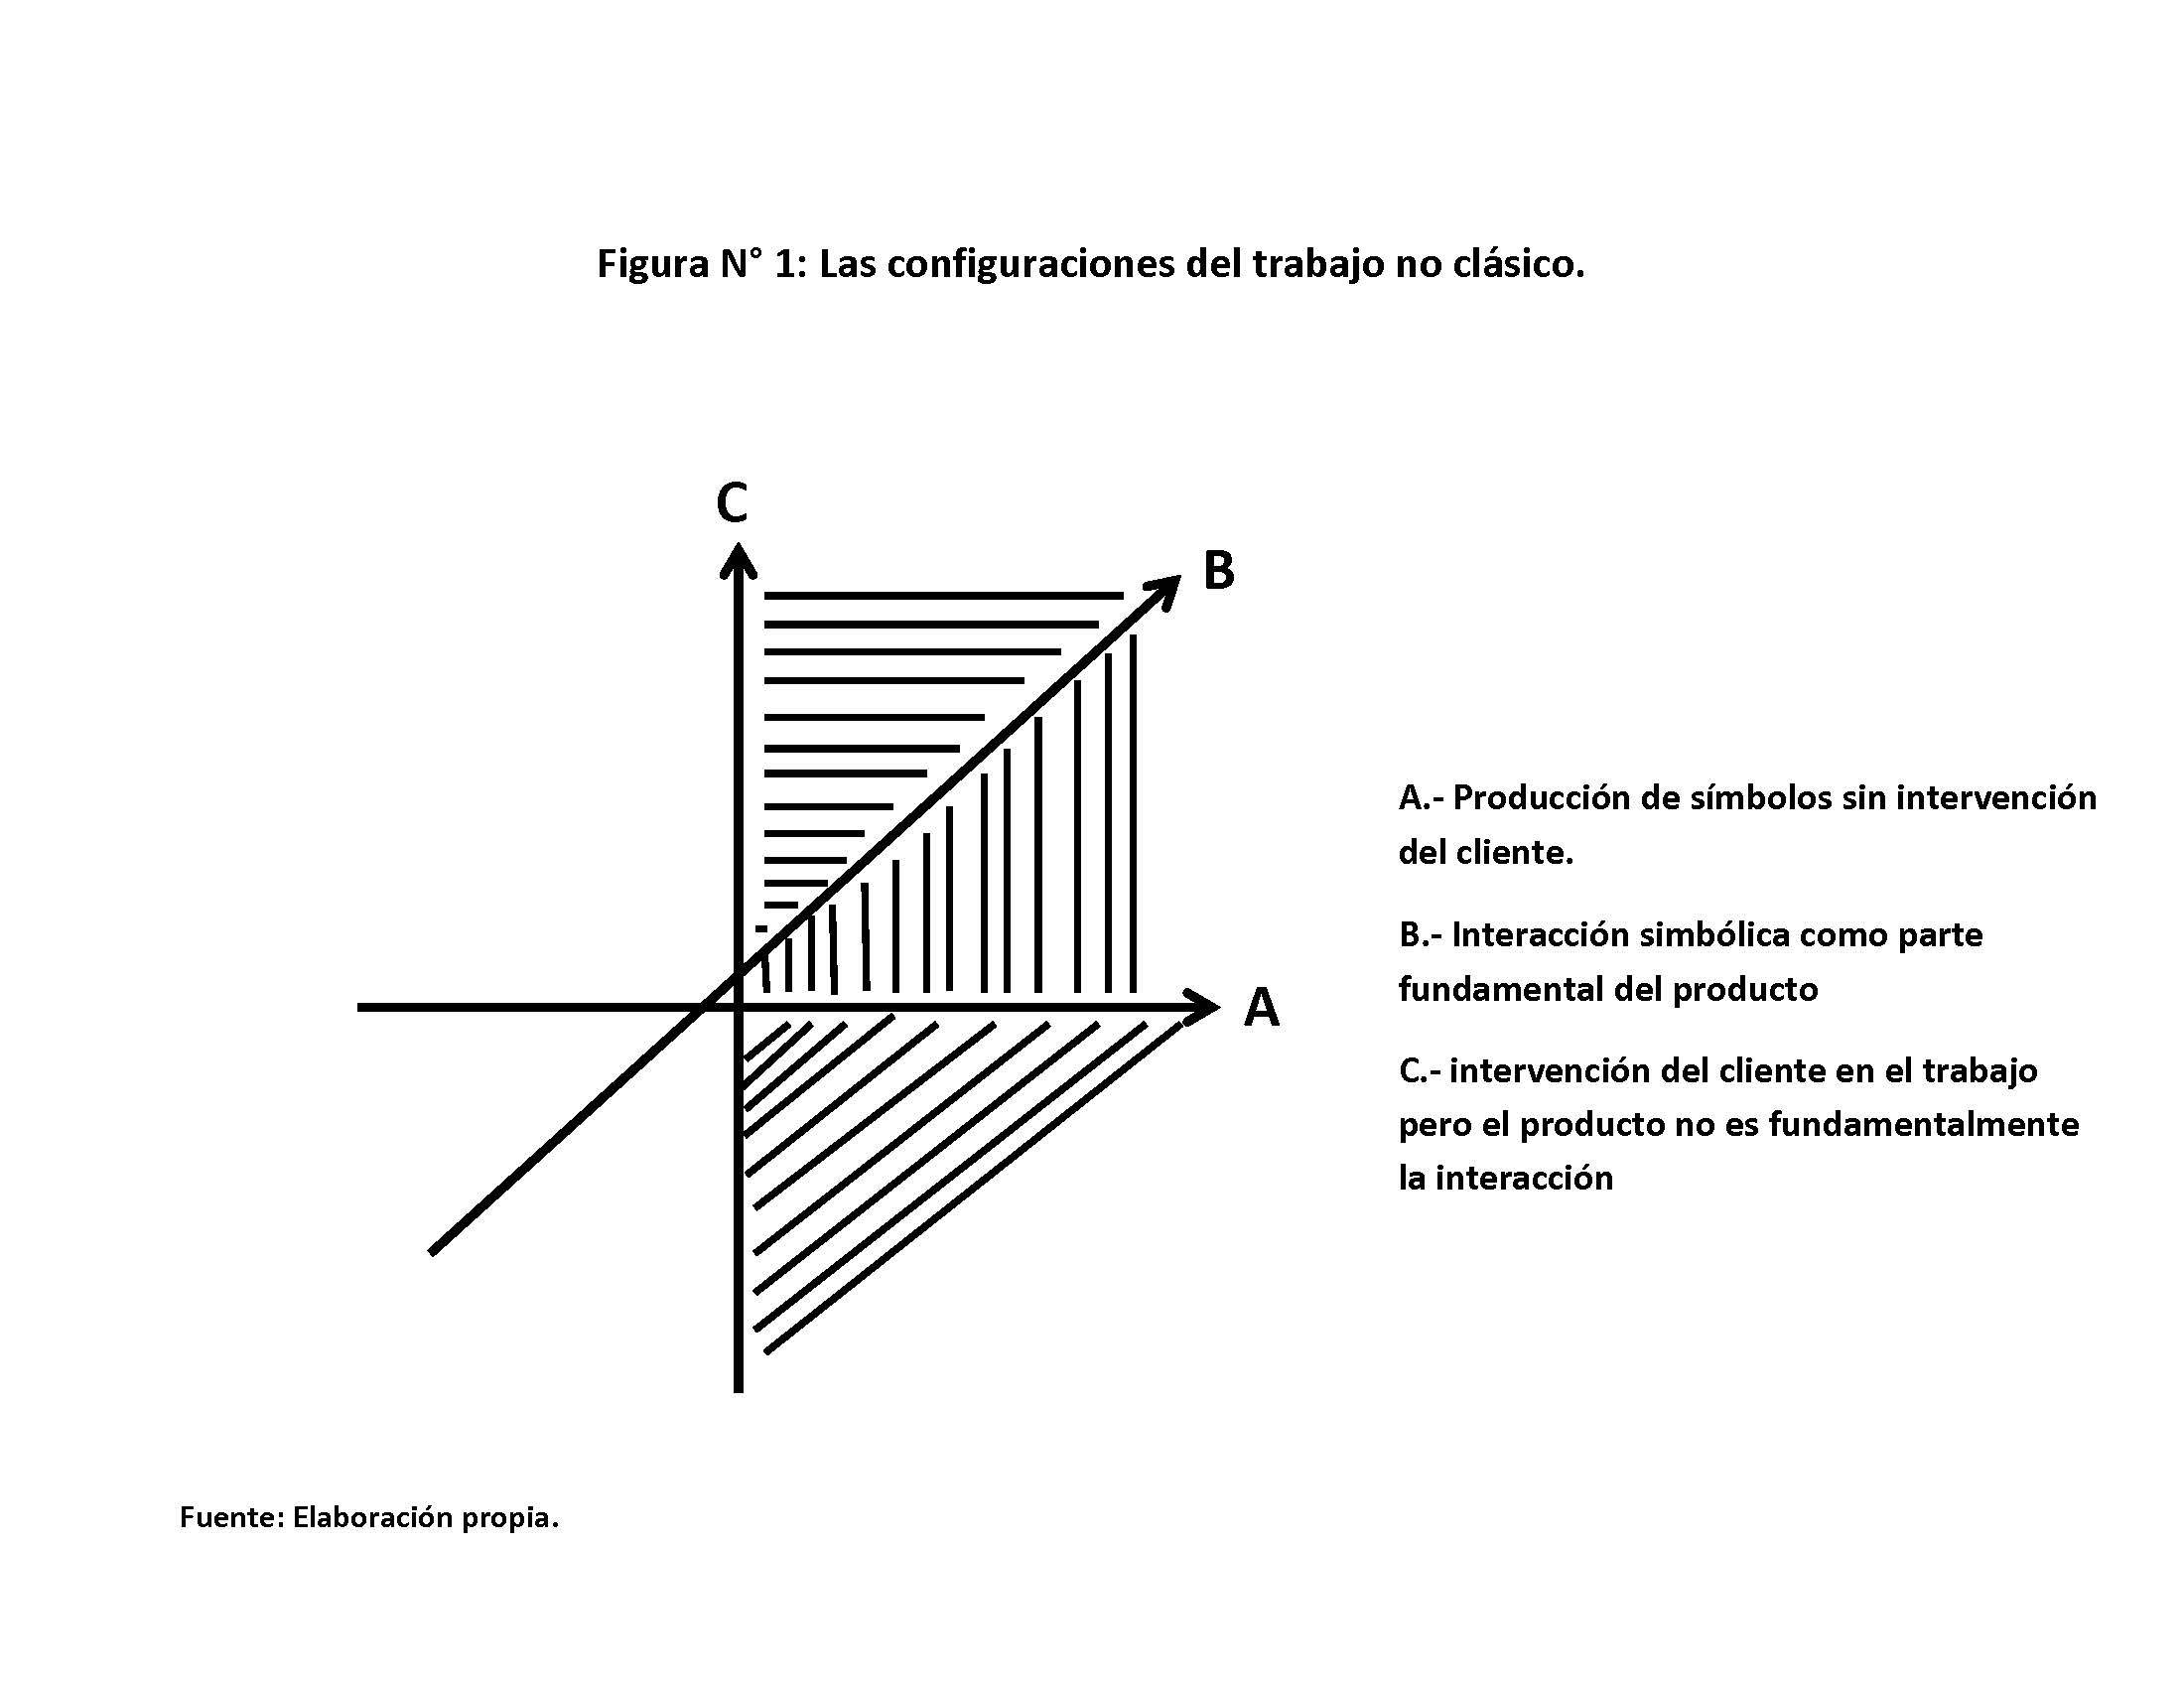 Figura N° 1: Las configuraciones del trabajo no clásico.
C
B
A
A.- Producción de símbolos sin intervención
del cliente.
B.- Interacción simbólica como parte
fundamental del producto
C.- intervención del cliente en el trabajo
pero el producto no es fundamentalmente
la interacción
Fuente: Elaboración propia.